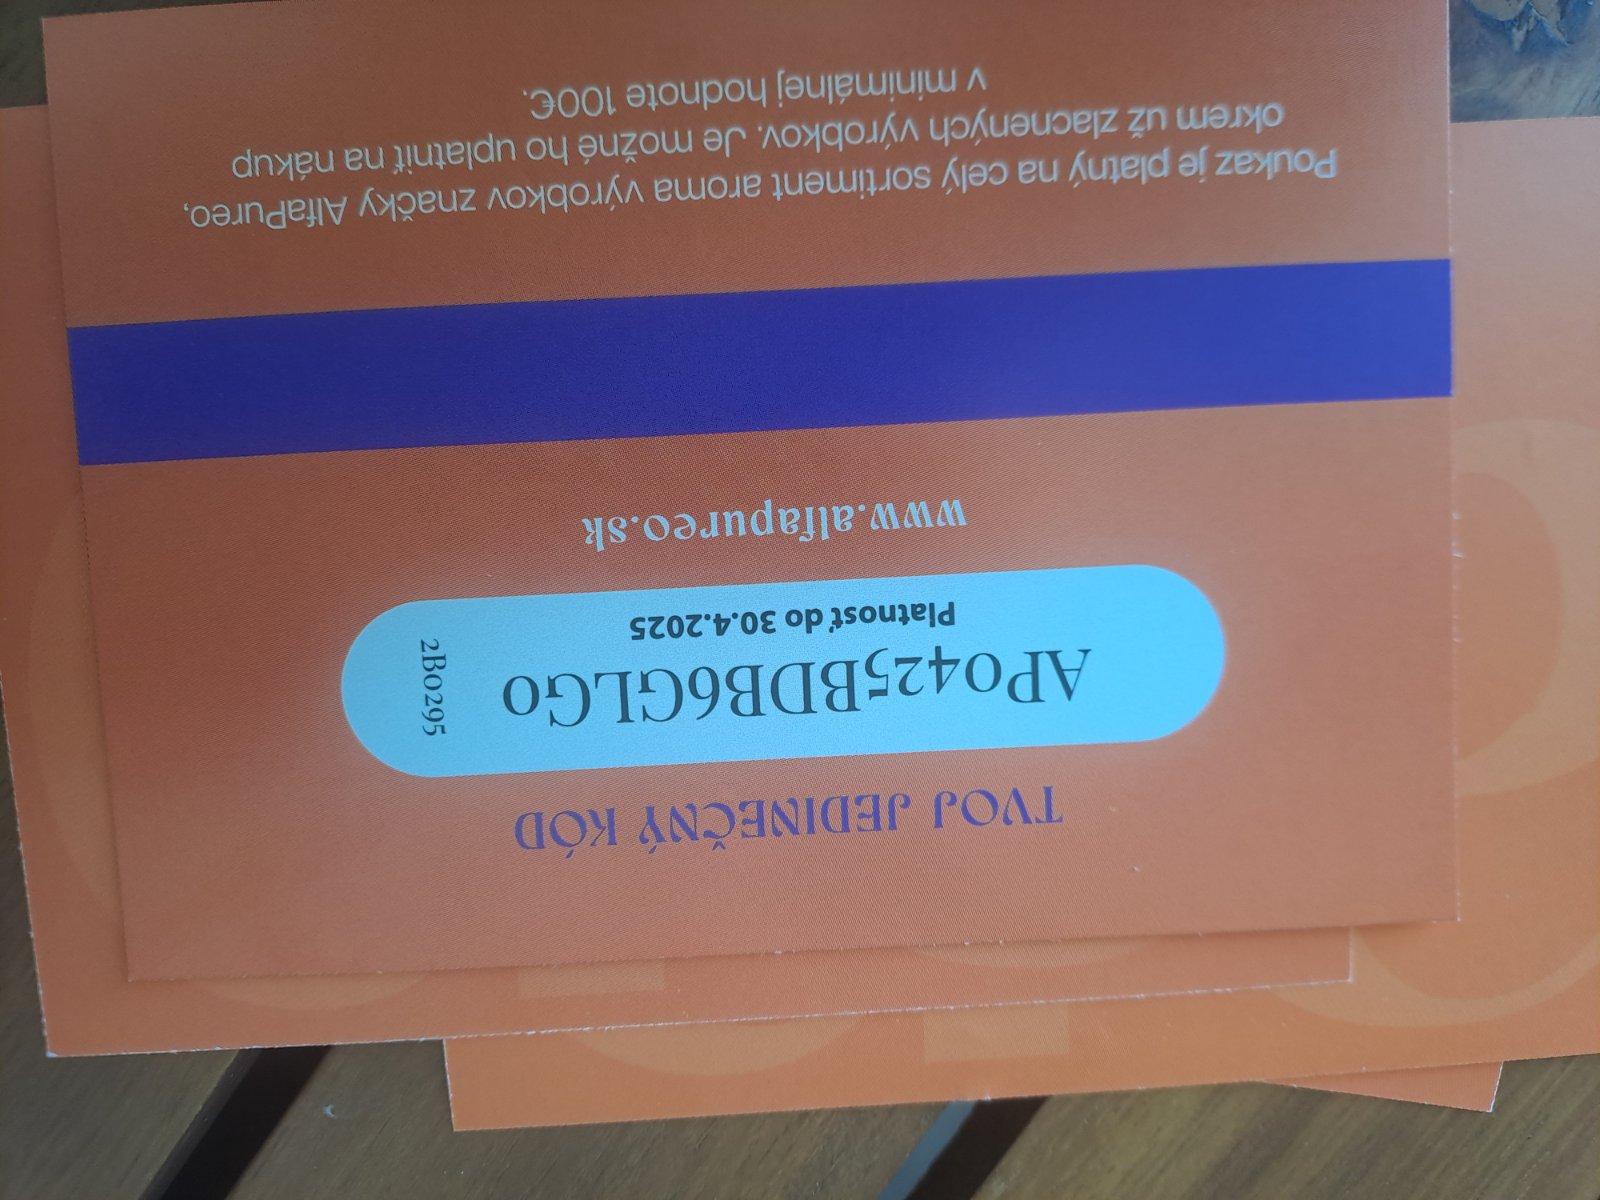 TVOJ JEDINEČNÝ KÓD
AP0425BDB6GLG0
Platnosť do 30.4.2025
2B0295
www.alfapureo.sk
Poukaz je platný na celý sortiment aroma výrobkov značky AlfaPureo,
okrem už zlacnených výrobkov. Je možné ho uplatniť na nákup
v minimálnej hodnote 100€.